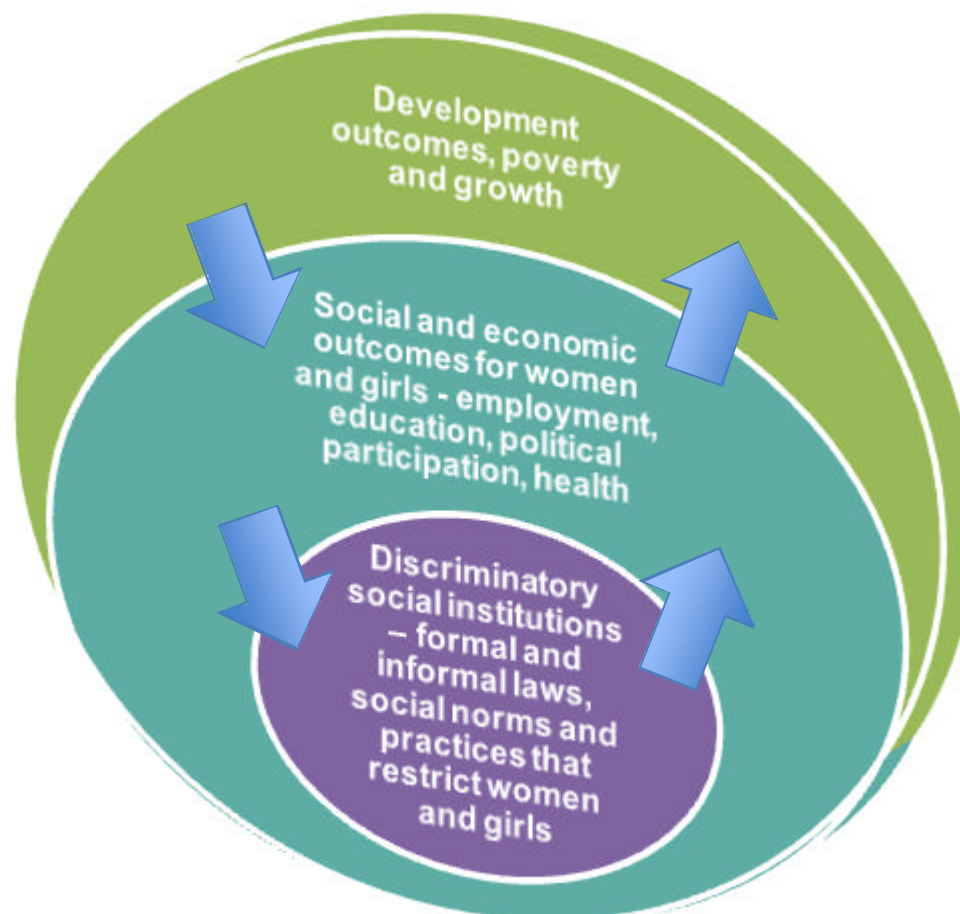 Development
outcomes, poverty
and growth
Social and economic
outcomes for women
and girls - employment,
education, political
participation, health
Discriminatory
social institutions
– formal and
informal laws,
social norms and
practices that
restrict women
and girls